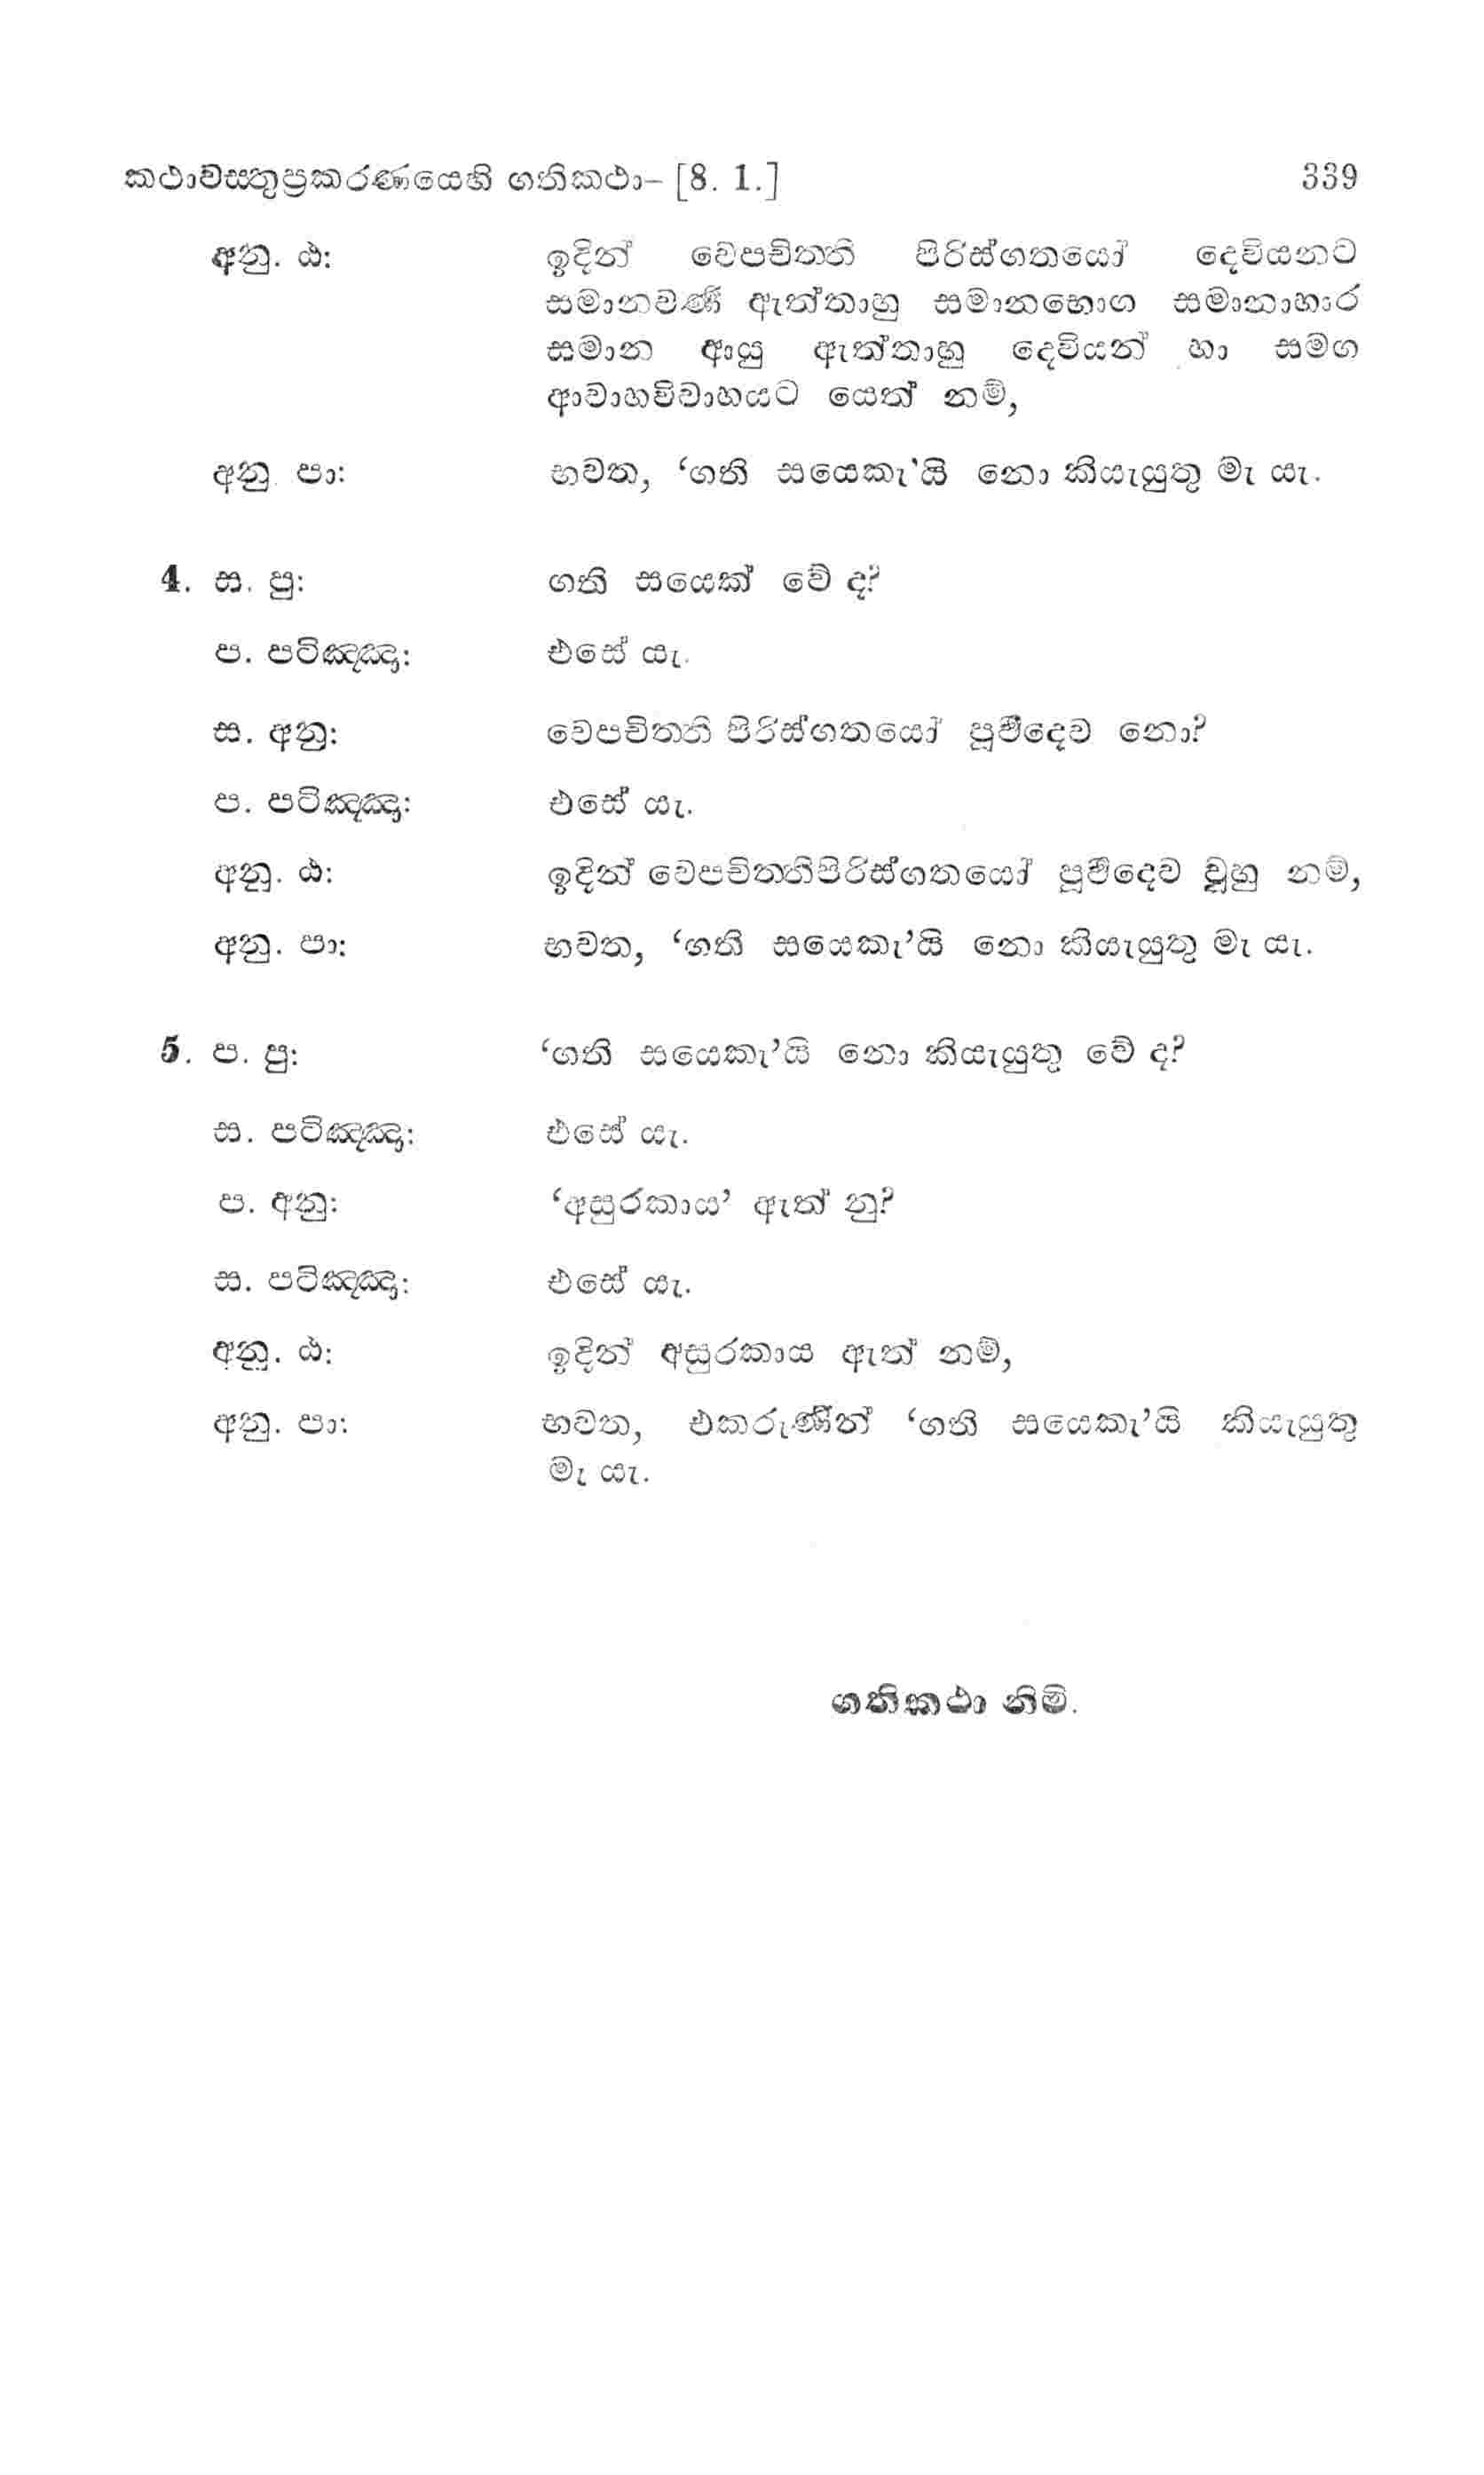 කථාවස්තුප්‍රකරණයෙහි ගතිකථා– [8. 1.] 339
අනු. ඨ: ඉදින් වෙපචිත්ති පිරිස්ගතයෝ දෙවියනට
සමානවර්ණ ඇත්තාහු සමානභොග සමානාහාර
සමාන ආයු ඇත්තාහු දෙවියන් හා සමග
ආවාහවිවාහයට යෙත් නම්,
අනු. පා: භවත, ‘ගති සයෙකැ’යි නො කියැයුතු මැ යැ.
4. ස. පු: ගති සයෙක් වේ ද?
ප. පටිඤ්ඤා: එසේ යැ.
ස. අනු: වෙපචිත්ති පිරිස්ගතයෝ පූර්වදෙව නො?
ප. පටිඤ්ඤා: එසේ යැ.
අනු. ඨ: ඉදින් වෙපචිත්තිපිරිස්ගතයෝ පූර්වදෙව වූහු නම්,
අනු. පා: භවත, ‘ගති සයෙකැ’යි නො කියැයුතු මැ යැ.
5. ප. පු: ‘ගති සයෙකැ’යි නො කියැයුතු වේ ද?
ස. පටිඤ්ඤා: එසේ යැ.
ප. අනු: ‘අසුරකාය’ ඇත් නු?
ස. පටිඤ්ඤා: එසේ යැ.
අනු. ඨ: ඉදින් අසුරකාය ඇත් නම්,
අනු. පා: භවත, එකරුණින් ‘ගති සයෙකැ’යි කියැයුතු
මැ යැ.
ගතිකථා නිමි.